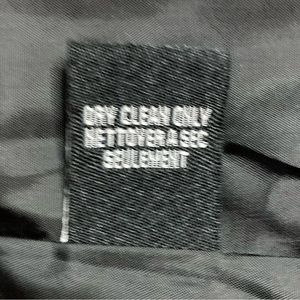 DRY CLEAN ONLY
NETTOYER A SEC
SEULEMENT